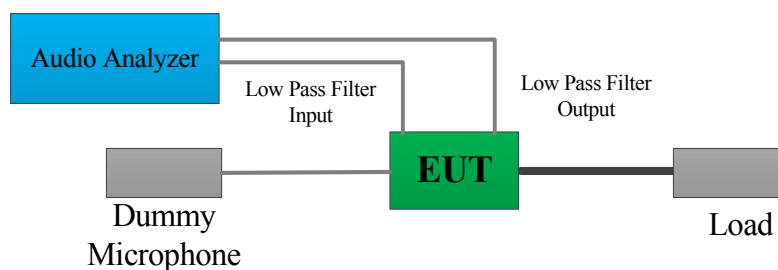 Audio Analyzer
Low Pass Filter
Input
Low Pass Filter
Output
EUT
Dummy
Microphone
Load